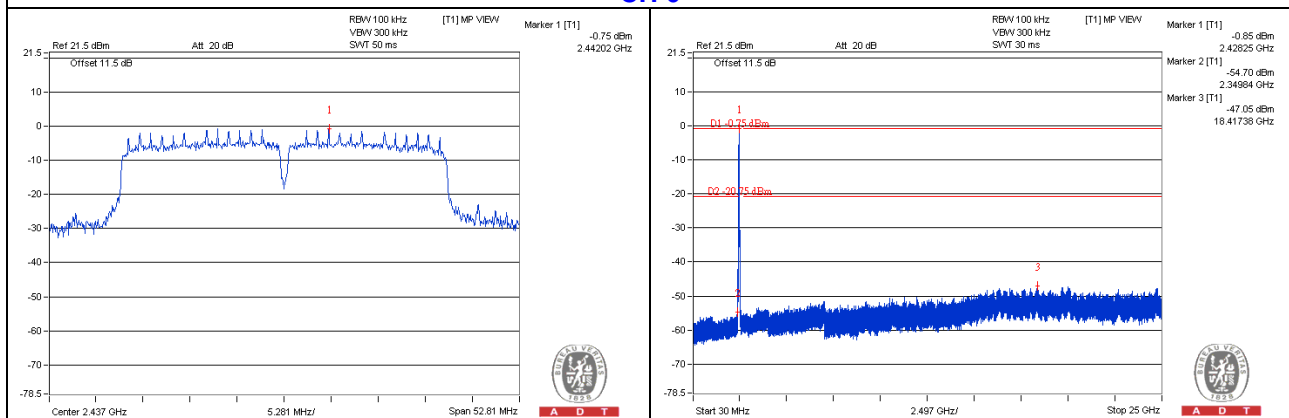 RBW 100 kHz
[T1] MP VIEW
Marker 1 [T1]
VBW 300 kHz
-0.75 dBm
Ref 21.5 dBm
Att 20 dB
SWT 50 ms
2.44202 GHz
21.5
Offset 11.5 dB
10
1
0
-10
-20
-30
-40
-50
-60
-70
-78.5
Center 2.437 GHz
5.281 MHz/
Span 52.81 MHz
BUREAU VERITAS
1828
A D T
RBW 100 kHz
[T1] MP VIEW
Marker 1 [T1]
VBW 300 kHz
-0.85 dBm
Ref 21.5 dBm
Att 20 dB
SWT 30 ms
2.42825 GHz
21.5
Offset 11.5 dB
Marker 2 [T1]
-54.70 dBm
2.34984 GHz
Marker 3 [T1]
-47.05 dBm
18.41738 GHz
10
1
0
D1 -0.75 dBm
-10
-20
D2 -20.75 dBm
-30
-40
3
2
-50
-60
-70
-78.5
Start 30 MHz
2.497 GHz/
Stop 25 GHz
BUREAU VERITAS
1828
A D T